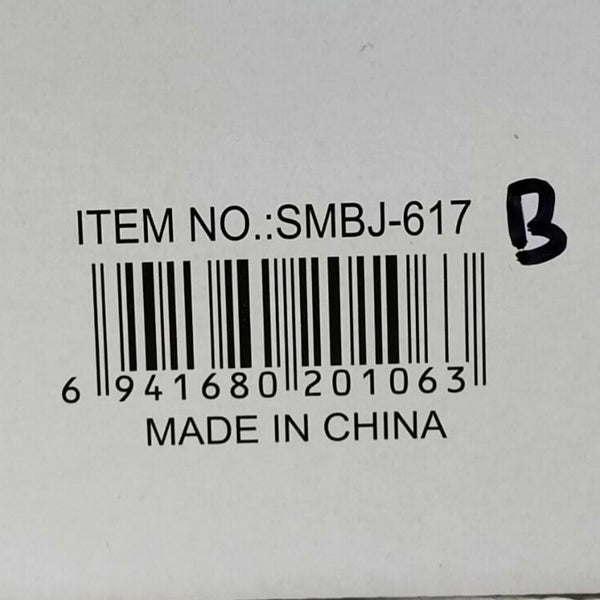 ITEM NO.:SMBJ-617 B
6 941680 201063
MADE IN CHINA